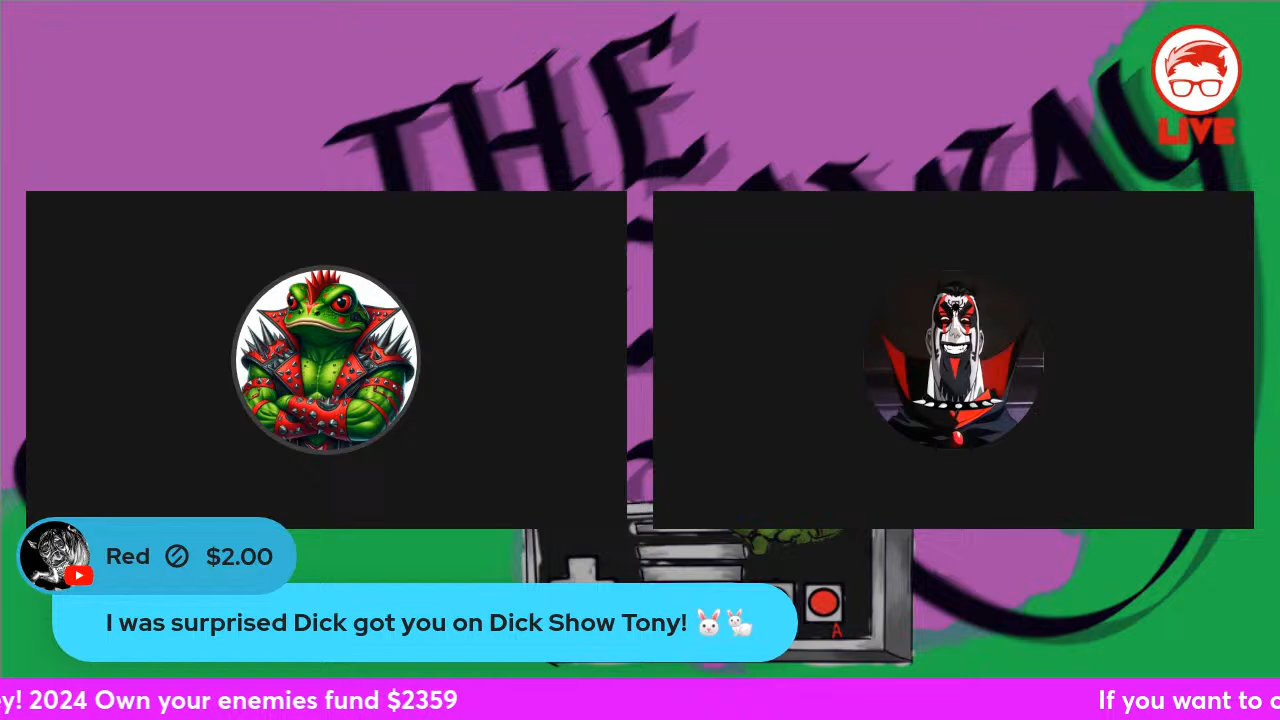 THE
LIVE
Red $2.00
I was surprised Dick got you on Dick Show Tony! 🐰🐇
A
ey! 2024 Own your enemies fund $2359
If you want to